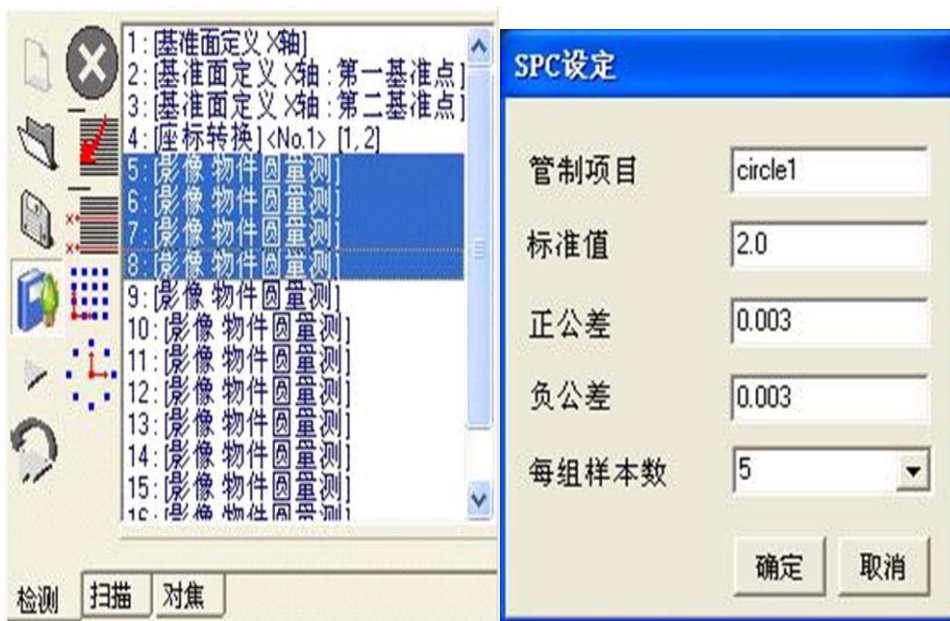 1:[基准面定义 X轴]
2:[基准面定义 X轴:第一基准点]
3:[基准面定义 X轴:第二基准点]
4:[座标转换]<No.1> [1,2]
5:[影像 物件圆量测]
6:[影像 物件圆量测]
7:[影像 物件圆量测]
8:[影像 物件圆量测]
9:[影像 物件圆量测]
10:[影像 物件圆量测]
11:[影像 物件圆量测]
12:[影像 物件圆量测]
13:[影像 物件圆量测]
14:[影像 物件圆量测]
15:[影像 物件圆量测]
16:[影像 物件圆量测]
检测 扫描 对焦
SPC设定
管制项目 circle1
标准值 2.0
正公差 0.003
负公差 0.003
每组样本数 5
确定 取消